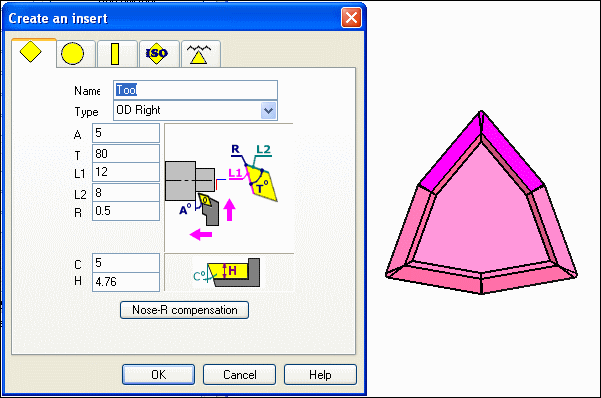 Create an insert
ISO
Name Tool
Type OD Right
A 5
T 80
L1 12
L2 8
R 0.5
R L2
L1
T°
A°
C 5
H 4.76
C° H
Nose-R compensation
OK Cancel Help